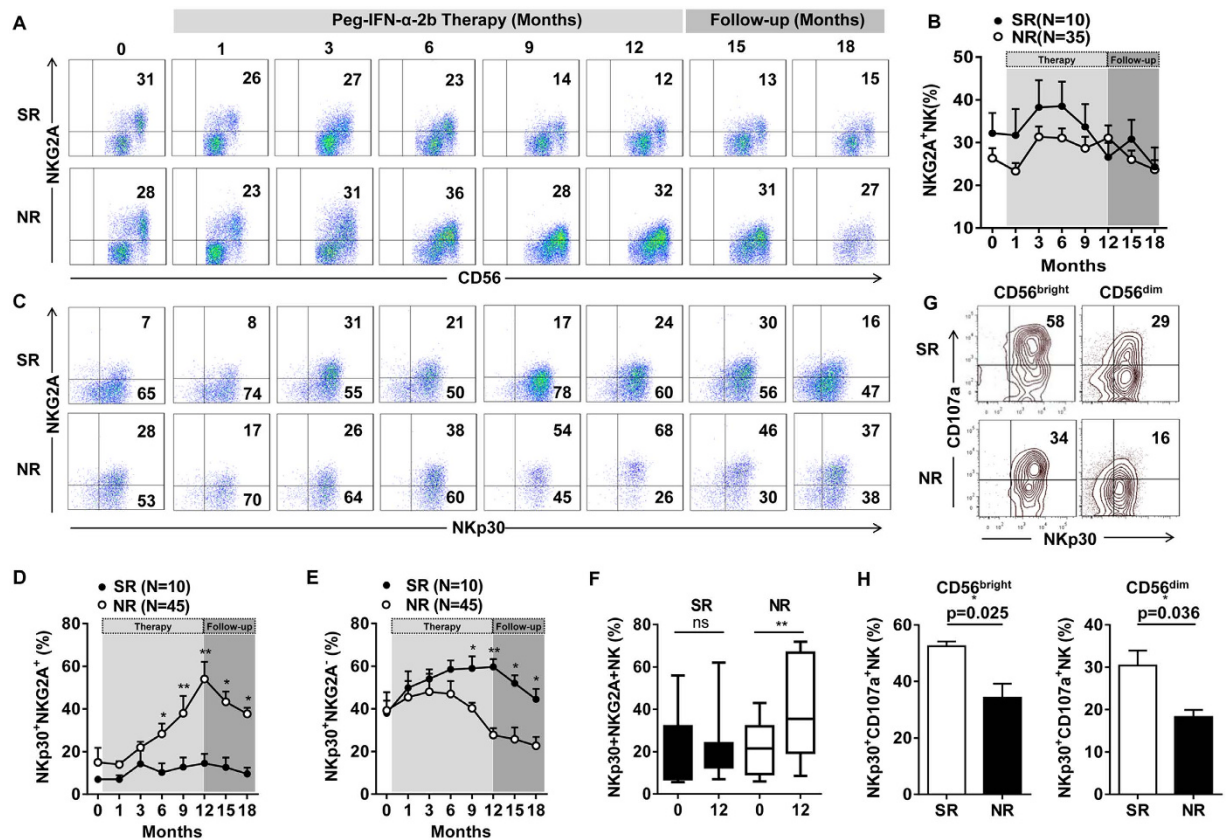 A
Peg-IFN-α-2b Therapy (Months) Follow-up (Months)
0 1 3 6 9 12 15 18
SR
31 26 27 23 14 12 13 15
NKG2A
NR
28 23 31 36 28 32 31 27
CD56
B
SR(N=10)
NR(N=35)
Therapy Follow-up
NKG2A+NK(%)
50
40
30
20
10
0 1 3 6 9 12 15 18
Months
C
SR
7 8 31 21 17 24 30 16
65 74 55 50 78 60 56 47
NKG2A
NR
28 17 26 38 54 68 46 37
53 70 64 60 45 26 30 38
NKp30
G
CD56bright CD56dim
SR
58 29
CD107a
NR
34 16
NKp30
D
SR (N=10)
NR (N=45)
Therapy Follow-up
NKp30+NKG2A+ (%)
80
60
40
20
0
* ** ** * *
0 1 3 6 9 12 15 18
Months
E
SR (N=10)
NR (N=45)
Therapy Follow-up
NKp30+NKG2A- (%)
80
60
40
20
0
* ** * *
0 1 3 6 9 12 15 18
Months
F
SR NR
ns **
NKp30+NKG2A+NK (%)
80
60
40
20
0
0 12 0 12
H
CD56bright
*
p=0.025
NKp30+CD107a+NK (%)
60
40
20
0
SR NR
CD56dim
*
p=0.036
NKp30+CD107a+NK (%)
40
30
20
10
0
SR NR